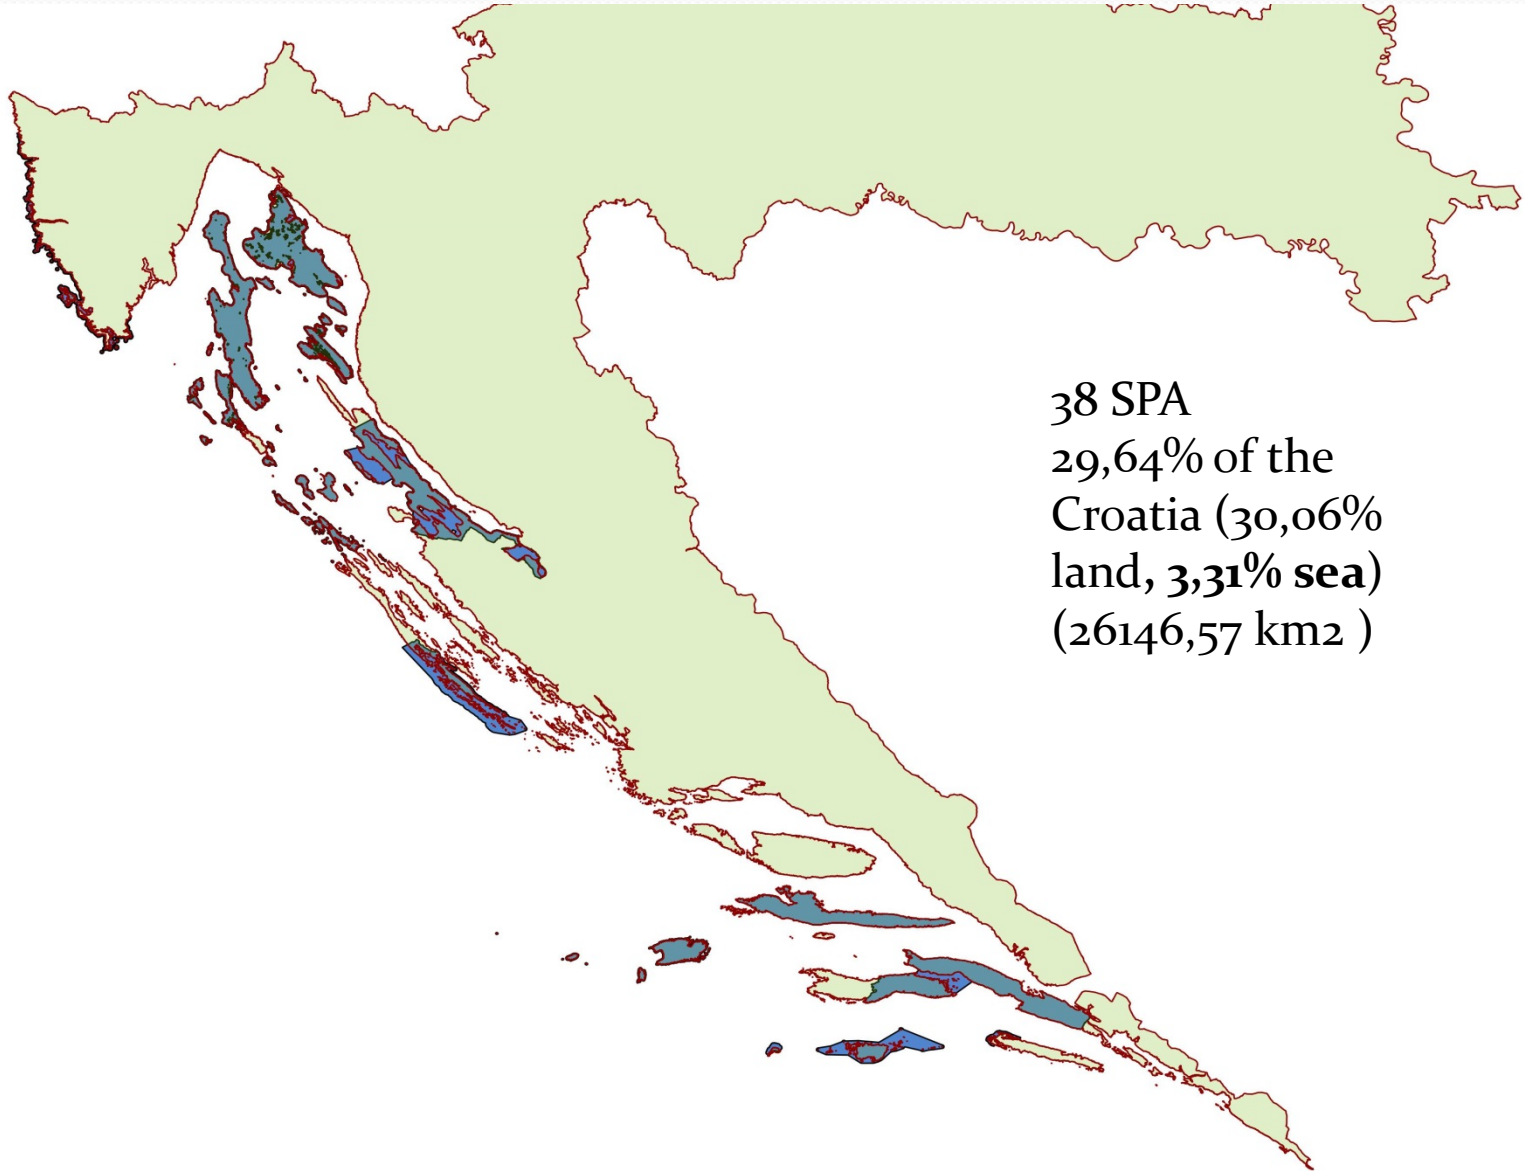 38 SPA
29,64% of the
Croatia (30,06%
land, 3,31% sea)
(26146,57 km2 )